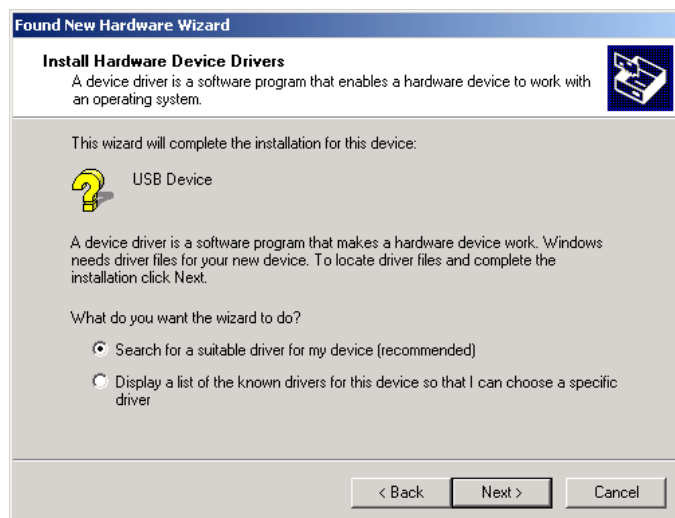 Found New Hardware Wizard
Install Hardware Device Drivers
A device driver is a software program that enables a hardware device to work with
an operating system.
This wizard will complete the installation for this device:
USB Device
A device driver is a software program that makes a hardware device work. Windows
needs driver files for your new device. To locate driver files and complete the
installation click Next.
What do you want the wizard to do?
Search for a suitable driver for my device (recommended)
Display a list of the known drivers for this device so that I can choose a specific
driver
< Back Next > Cancel